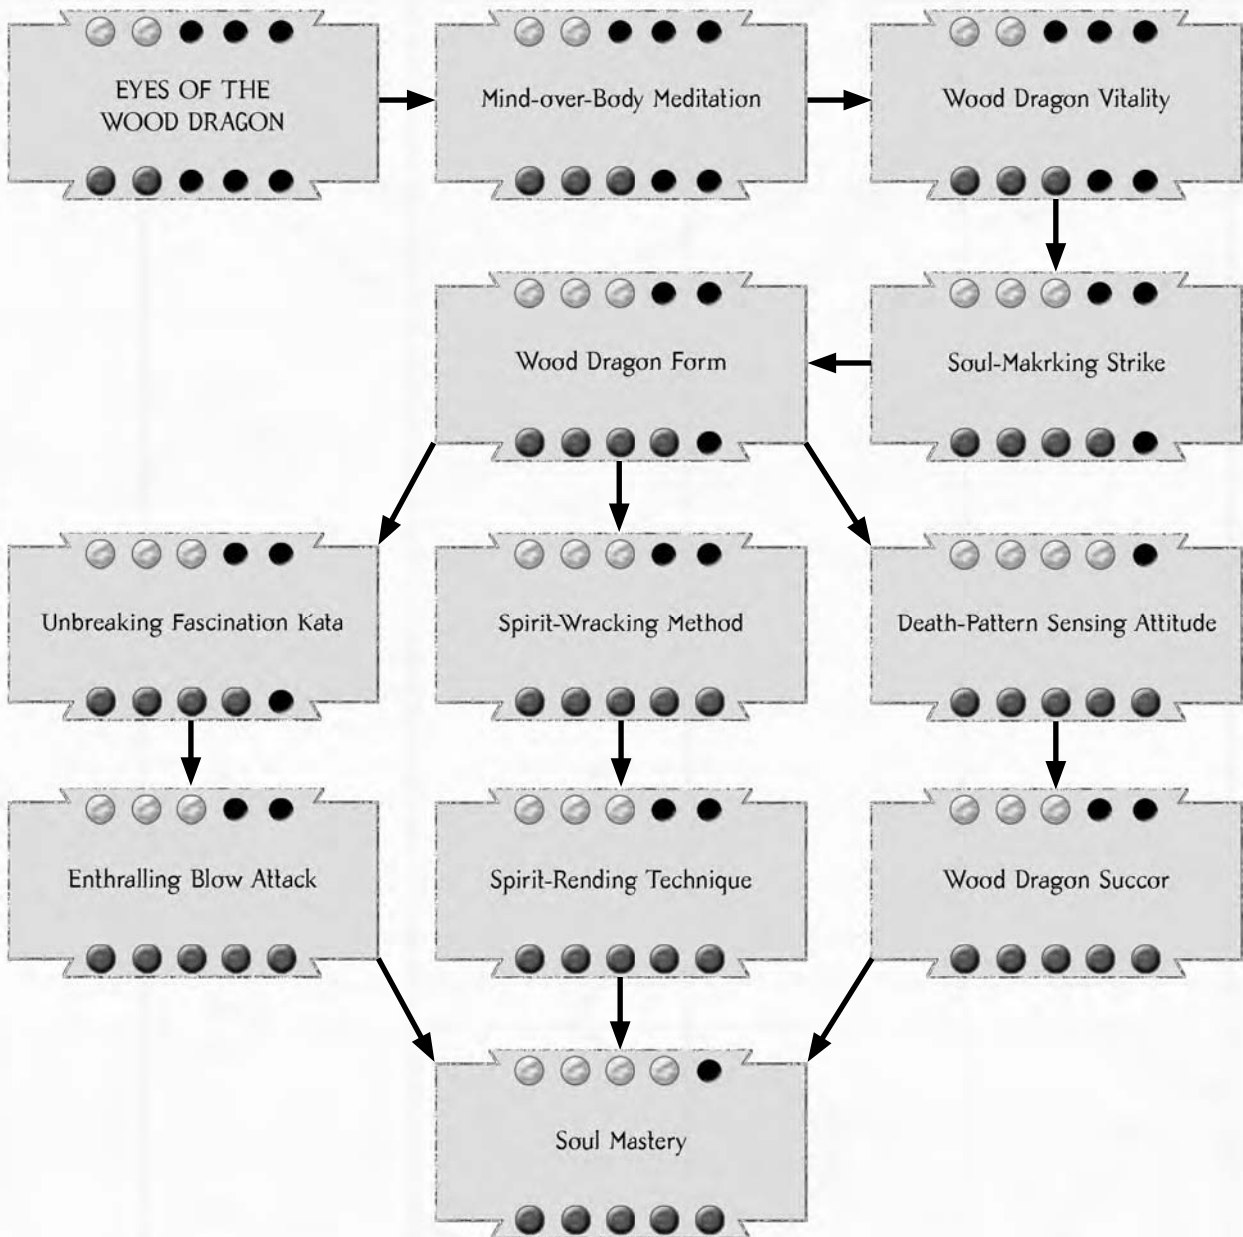 EYES OF THE
WOOD DRAGON
Mind-over-Body Meditation
Wood Dragon Vitality
Wood Dragon Form
Soul-Makrking Strike
Unbreaking Fascination Kata
Spirit-Wracking Method
Death-Pattern Sensing Attitude
Enthralling Blow Attack
Spirit-Rending Technique
Wood Dragon Succor
Soul Mastery